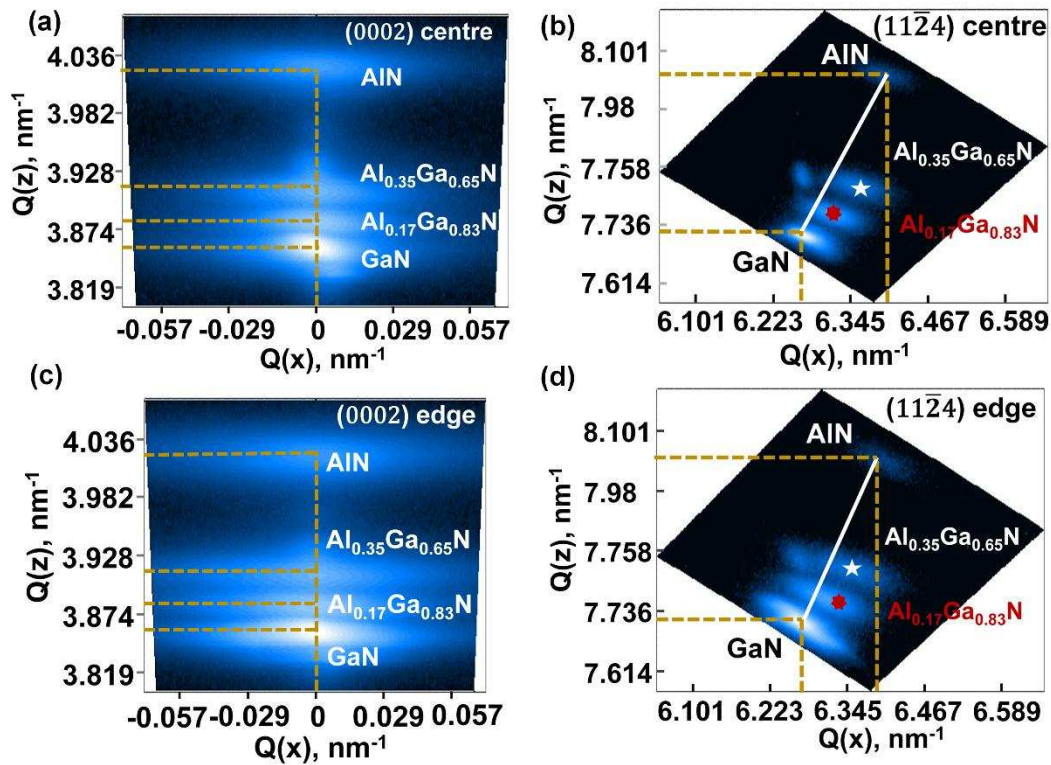 (a)
(0002) centre
AlN
Al₀.₃₅Ga₀.₆₅N
Al₀.₁₇Ga₀.₈₃N
GaN
4.036
3.982
3.928
3.874
3.819
Q(z), nm⁻¹
-0.057
-0.029
0
0.029
0.057
Q(x), nm⁻¹
(b)
(112̅4) centre
AlN
Al₀.₃₅Ga₀.₆₅N
Al₀.₁₇Ga₀.₈₃N
GaN
8.101
7.98
7.758
7.736
7.614
Q(z), nm⁻¹
6.101
6.223
6.345
6.467
6.589
Q(x), nm⁻¹
(c)
(0002) edge
AlN
Al₀.₃₅Ga₀.₆₅N
Al₀.₁₇Ga₀.₈₃N
GaN
4.036
3.982
3.928
3.874
3.819
Q(z), nm⁻¹
-0.057
-0.029
0
0.029
0.057
Q(x), nm⁻¹
(d)
(112̅4) edge
AlN
Al₀.₃₅Ga₀.₆₅N
Al₀.₁₇Ga₀.₈₃N
GaN
8.101
7.98
7.758
7.736
7.614
Q(z), nm⁻¹
6.101
6.223
6.345
6.467
6.589
Q(x), nm⁻¹